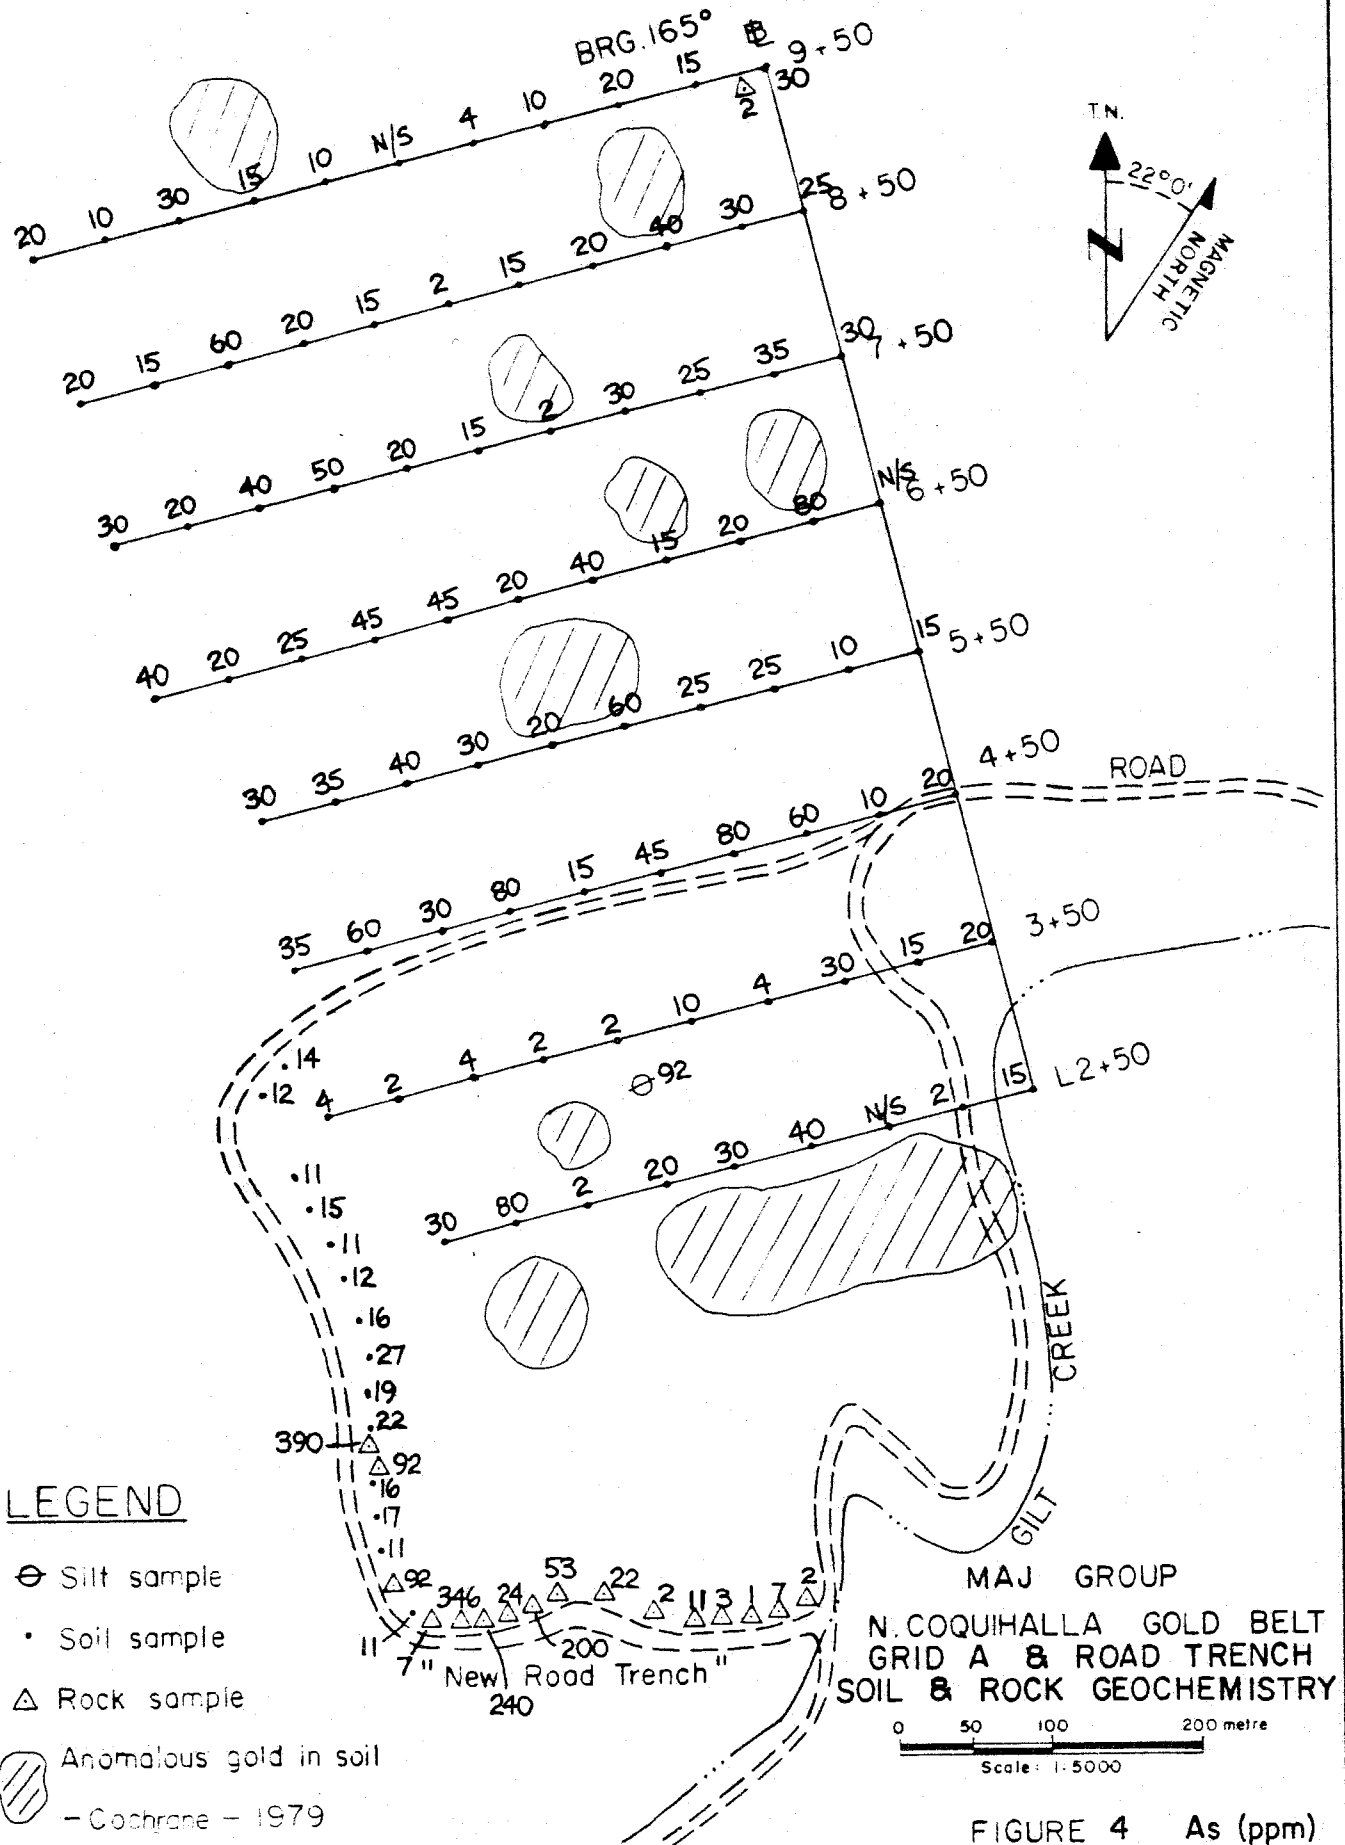 BRG. 165° BL 9+50
20 10 30 15 10 N/S 4 10 20 15 30
2
T.N.
22°0'
N
MAGNETIC
NORTH
20 15 60 20 15 2 15 20 40 30 25 8+50
30 20 40 50 20 15 2 30 25 35 30 7+50
40 20 25 45 45 20 40 15 20 80 N/S 6+50
30 35 40 30 20 60 25 25 10 15 5+50
35 60 30 80 15 45 80 60 10 20 4+50
ROAD
4 2 4 2 2 10 4 30 15 20 3+50
92
30 80 2 20 30 40 N/S 2 15 L2+50
14
12
11
15
11
12
16
27
19
22
390
92
16
17
11
92
CREEK
GILT
346 24 53 22 2 11 3 1 7 2
11 7 240 200
"New Road Trench"
LEGEND
Silt sample
Soil sample
Rock sample
Anomalous gold in soil
- Cochrane - 1979
MAJ GROUP
N. COQUIHALLA GOLD BELT
GRID A & ROAD TRENCH
SOIL & ROCK GEOCHEMISTRY
0 50 100 200 metre
Scale: 1:5000
FIGURE 4 As (ppm)